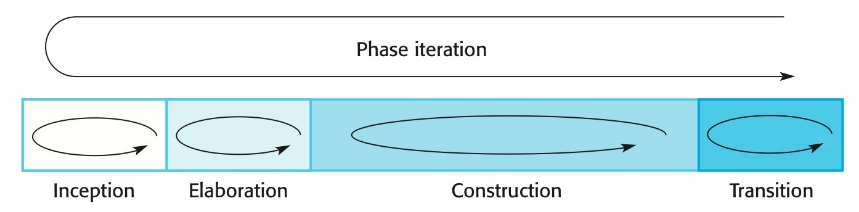 Phase iteration
Inception
Elaboration
Construction
Transition